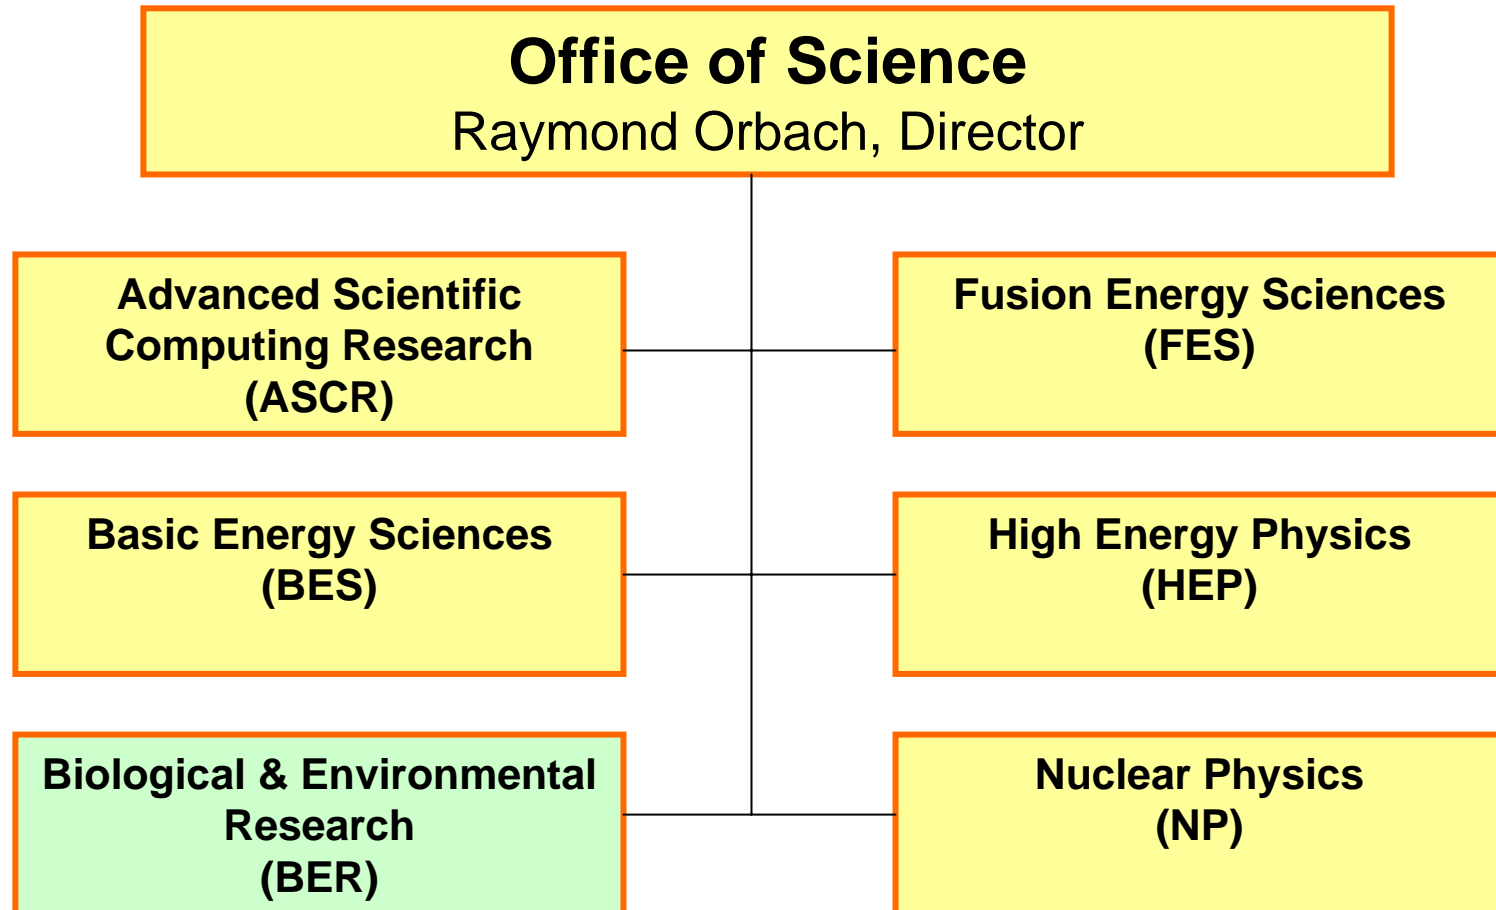 Office of Science
Raymond Orbach, Director
Advanced Scientific
Computing Research
(ASCR)
Fusion Energy Sciences
(FES)
Basic Energy Sciences
(BES)
High Energy Physics
(HEP)
Biological & Environmental
Research
(BER)
Nuclear Physics
(NP)